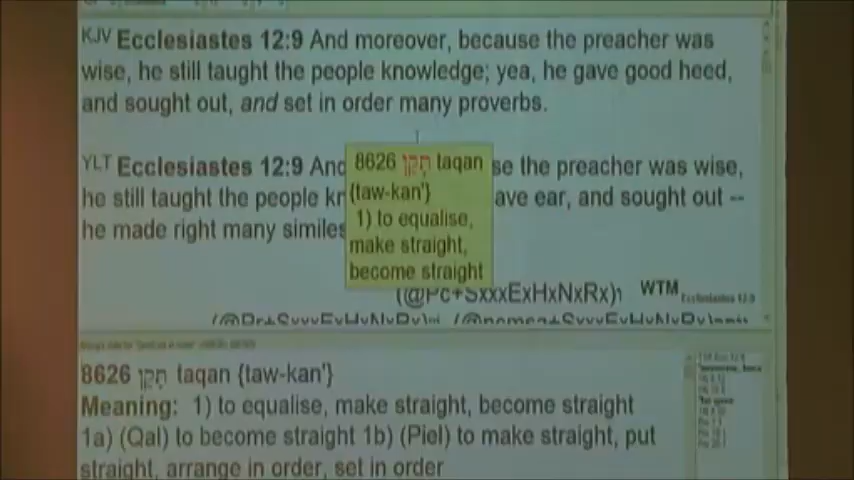 KJV Ecclesiastes 12:9 And moreover, because the preacher was
wise, he still taught the people knowledge; yea, he gave good heed,
and sought out, and set in order many proverbs.
YLT Ecclesiastes 12:9 And se the preacher was wise,
he still taught the people kn ave ear, and sought out --
he made right many similes
8626 תָּקַן taqan
{taw-kan'}
1) to equalise,
make straight,
become straight
(@Pc+SxxxExHxNxRx) WTM Ecclesiastes 12:9
8626 תָּקַן taqan {taw-kan'}
Meaning: 1) to equalise, make straight, become straight
1a) (Qal) to become straight 1b) (Piel) to make straight, put
straight, arrange in order, set in order